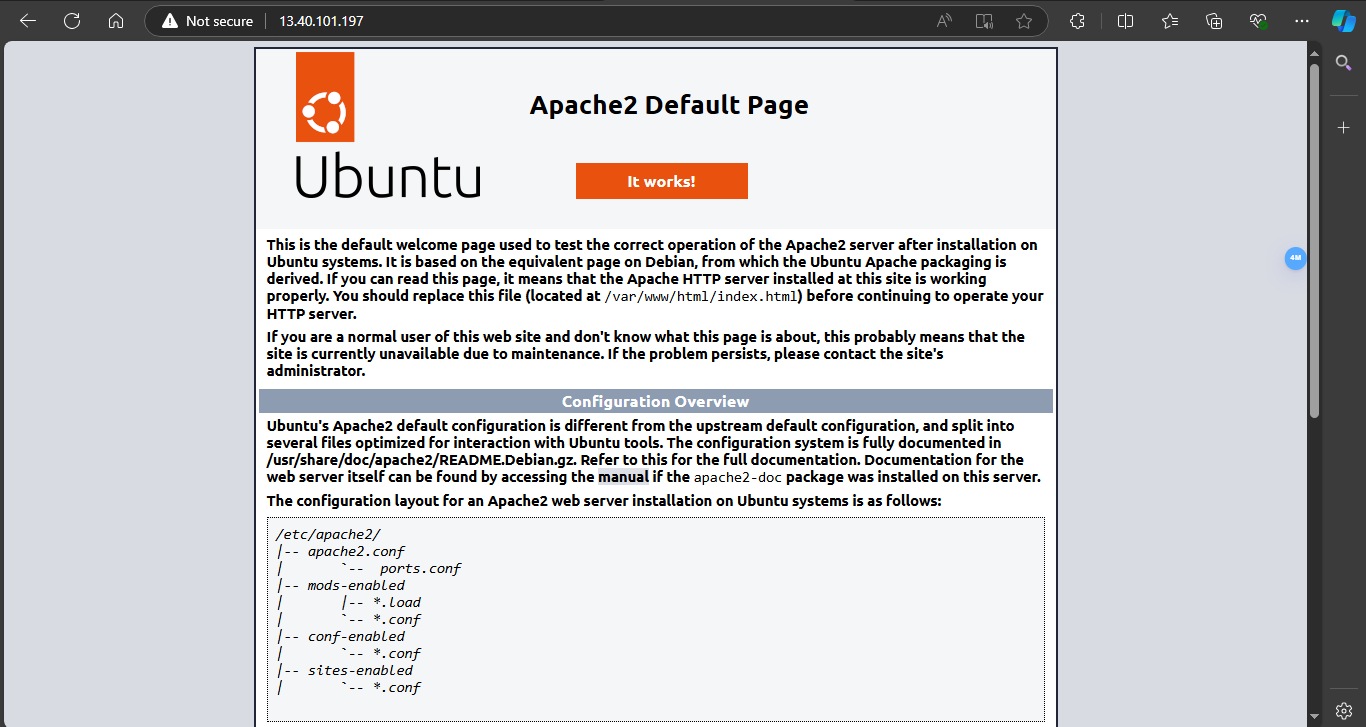 Not secure
13.40.101.197
Ubuntu
Apache2 Default Page
It works!
This is the default welcome page used to test the correct operation of the Apache2 server after installation on
Ubuntu systems. It is based on the equivalent page on Debian, from which the Ubuntu Apache packaging is
derived. If you can read this page, it means that the Apache HTTP server installed at this site is working
properly. You should replace this file (located at /var/www/html/index.html) before continuing to operate your
HTTP server.
If you are a normal user of this web site and don't know what this page is about, this probably means that the
site is currently unavailable due to maintenance. If the problem persists, please contact the site's
administrator.
4M
Configuration Overview
Ubuntu's Apache2 default configuration is different from the upstream default configuration, and split into
several files optimized for interaction with Ubuntu tools. The configuration system is fully documented in
/usr/share/doc/apache2/README.Debian.gz. Refer to this for the full documentation. Documentation for the
web server itself can be found by accessing the manual if the apache2-doc package was installed on this server.
The configuration layout for an Apache2 web server installation on Ubuntu systems is as follows:
/etc/apache2/
|-- apache2.conf
|       `--  ports.conf
|-- mods-enabled
|       |-- *.load
|       `-- *.conf
|-- conf-enabled
|       `-- *.conf
|-- sites-enabled
|       `-- *.conf